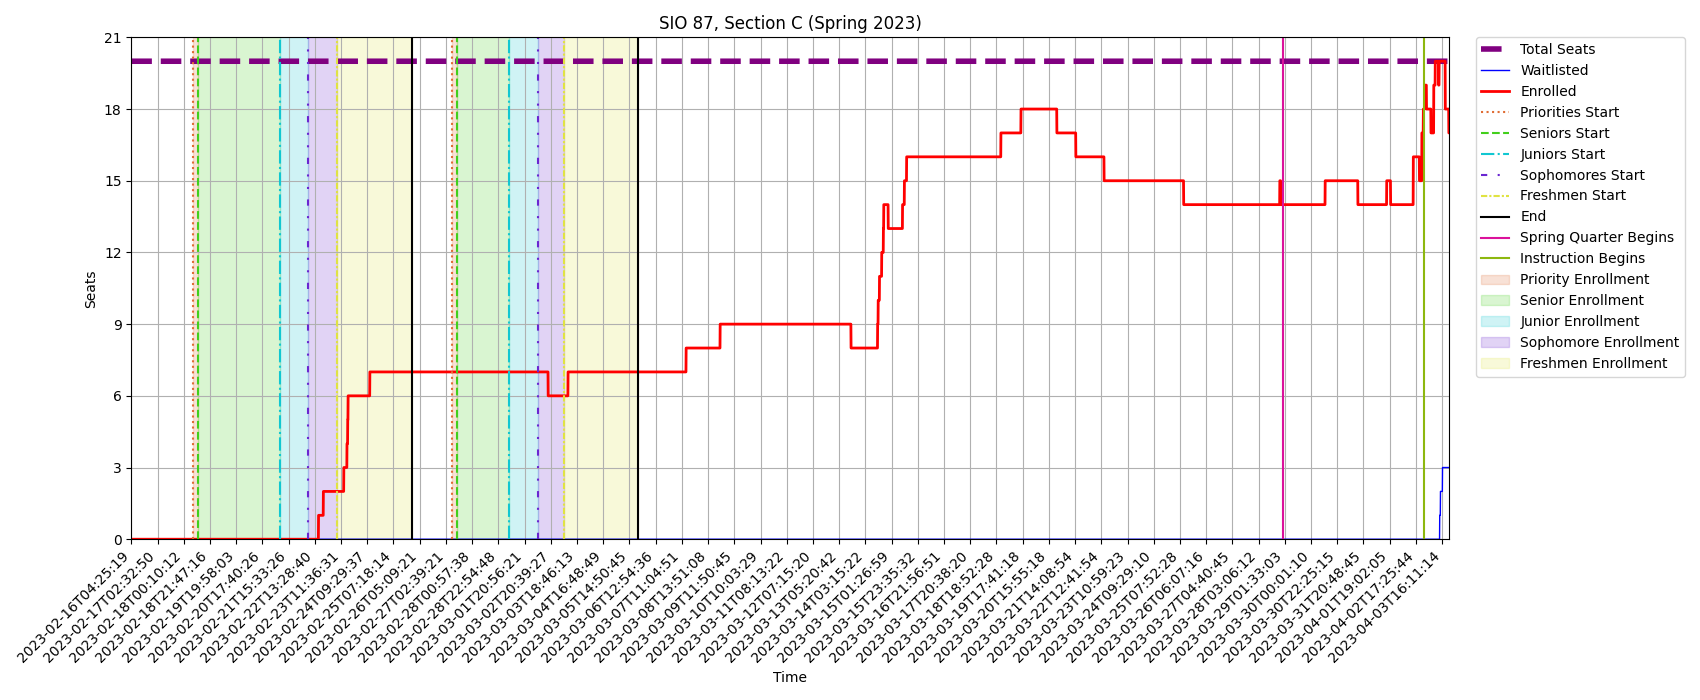 SIO 87, Section C (Spring 2023)
21
18
15
12
9
6
3
0
Seats
2023-02-16T04:25:19
2023-02-17T02:32:50
2023-02-18T00:10:12
2023-02-18T21:47:16
2023-02-19T19:58:03
2023-02-20T17:40:26
2023-02-21T15:33:26
2023-02-22T13:28:40
2023-02-23T11:36:31
2023-02-24T09:29:37
2023-02-25T07:18:14
2023-02-26T05:09:21
2023-02-27T02:39:21
2023-02-28T00:57:38
2023-02-28T22:54:48
2023-03-01T20:56:21
2023-03-02T20:39:27
2023-03-03T18:46:13
2023-03-04T16:48:49
2023-03-05T14:50:45
2023-03-06T12:54:36
2023-03-07T11:04:51
2023-03-08T13:51:08
2023-03-09T11:50:45
2023-03-10T10:03:29
2023-03-11T08:13:22
2023-03-12T07:15:20
2023-03-13T05:20:42
2023-03-14T03:15:22
2023-03-15T01:26:59
2023-03-15T23:35:32
2023-03-16T21:56:51
2023-03-17T20:38:20
2023-03-18T18:52:28
2023-03-19T17:41:18
2023-03-20T15:55:18
2023-03-21T14:08:54
2023-03-22T12:41:54
2023-03-23T10:59:23
2023-03-24T09:29:10
2023-03-25T07:52:28
2023-03-26T06:07:16
2023-03-27T04:40:45
2023-03-28T03:06:12
2023-03-29T01:33:03
2023-03-30T00:01:10
2023-03-30T22:25:15
2023-03-31T20:48:45
2023-04-01T19:02:05
2023-04-02T17:25:44
2023-04-03T16:11:14
Time
Total Seats
Waitlisted
Enrolled
Priorities Start
Seniors Start
Juniors Start
Sophomores Start
Freshmen Start
End
Spring Quarter Begins
Instruction Begins
Priority Enrollment
Senior Enrollment
Junior Enrollment
Sophomore Enrollment
Freshmen Enrollment